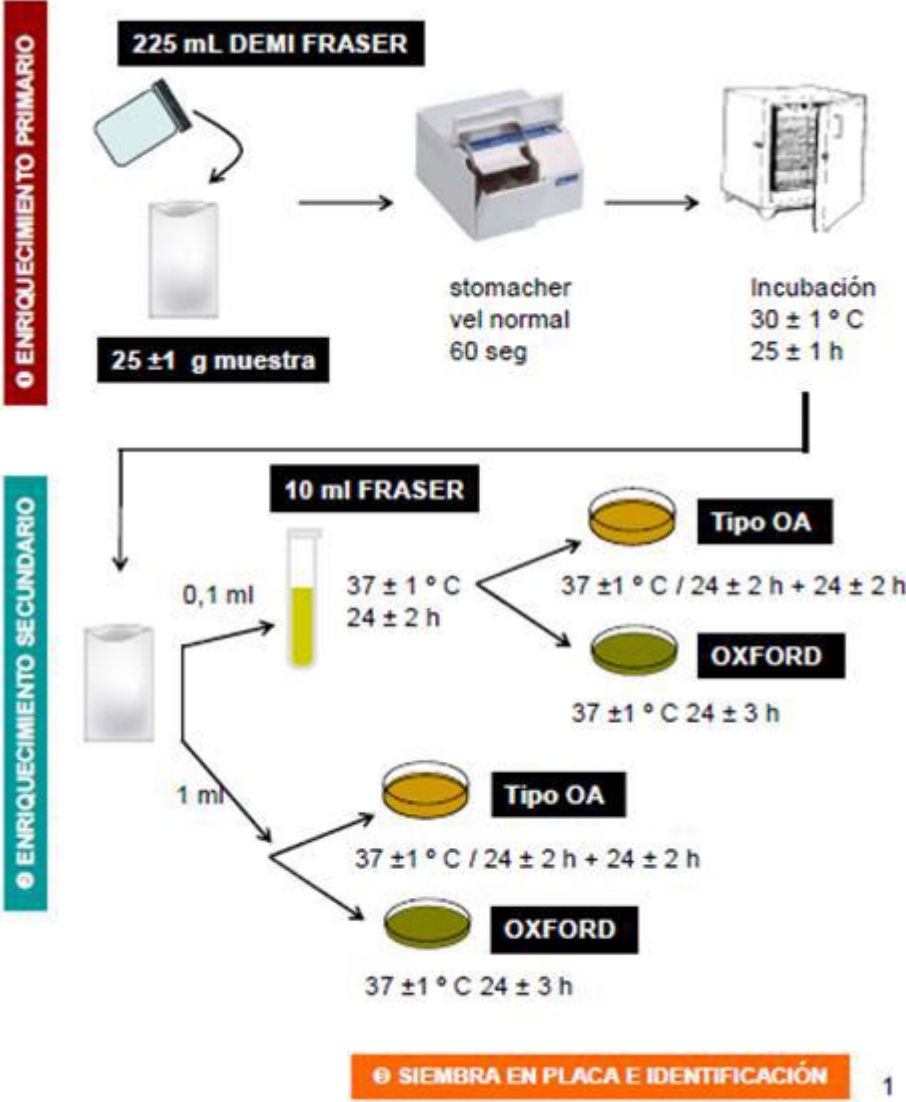 ❶ ENRIQUECIMIENTO PRIMARIO
225 mL DEMI FRASER
25 ±1 g muestra
stomacher
vel normal
60 seg
Incubación
30 ± 1 º C
25 ± 1 h
❷ ENRIQUECIMIENTO SECUNDARIO
10 ml FRASER
0,1 ml
37 ± 1 º C
24 ± 2 h
Tipo OA
37 ±1 º C / 24 ± 2 h + 24 ± 2 h
OXFORD
37 ±1 º C 24 ± 3 h
1 ml
Tipo OA
37 ±1 º C / 24 ± 2 h + 24 ± 2 h
OXFORD
37 ±1 º C 24 ± 3 h
❸ SIEMBRA EN PLACA E IDENTIFICACIÓN
1